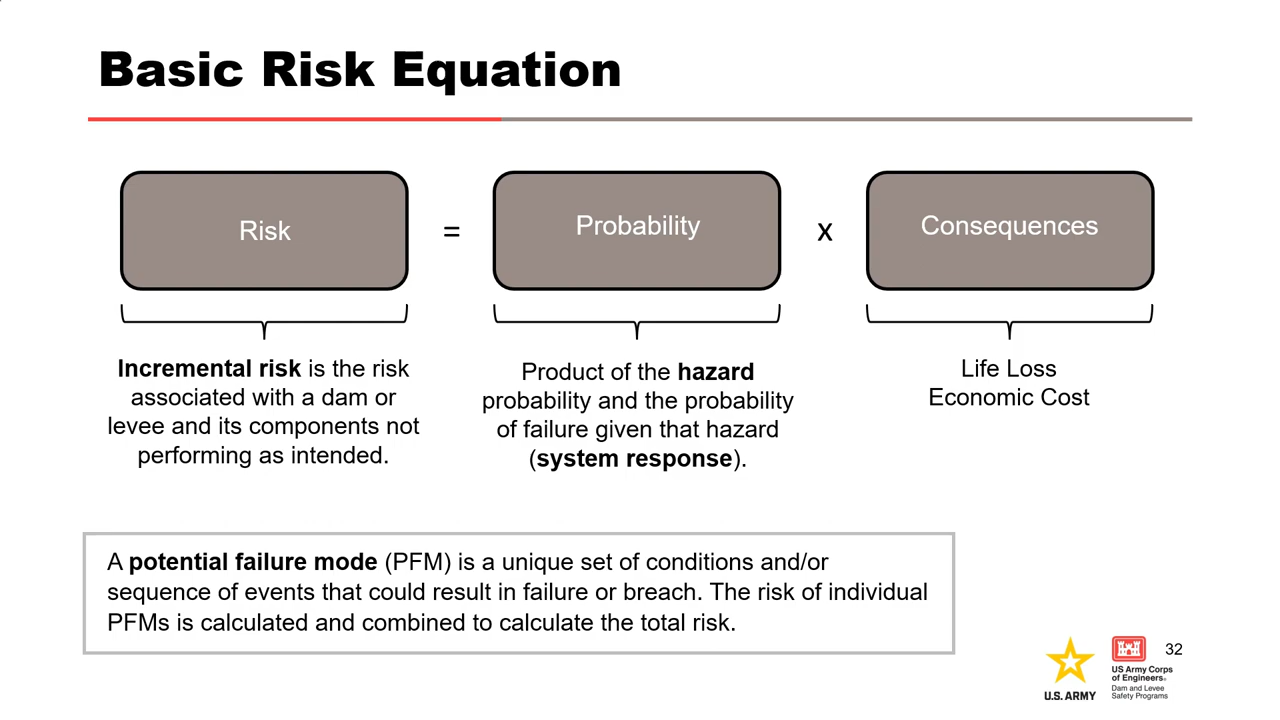 Basic Risk Equation
Risk
=
Probability
x
Consequences
Incremental risk is the risk
associated with a dam or
levee and its components not
performing as intended.
Product of the hazard
probability and the probability
of failure given that hazard
(system response).
Life Loss
Economic Cost
A potential failure mode (PFM) is a unique set of conditions and/or
sequence of events that could result in failure or breach. The risk of individual
PFMs is calculated and combined to calculate the total risk.
U.S. ARMY
US Army Corps
of Engineers®
Dam and Levee
Safety Programs
32